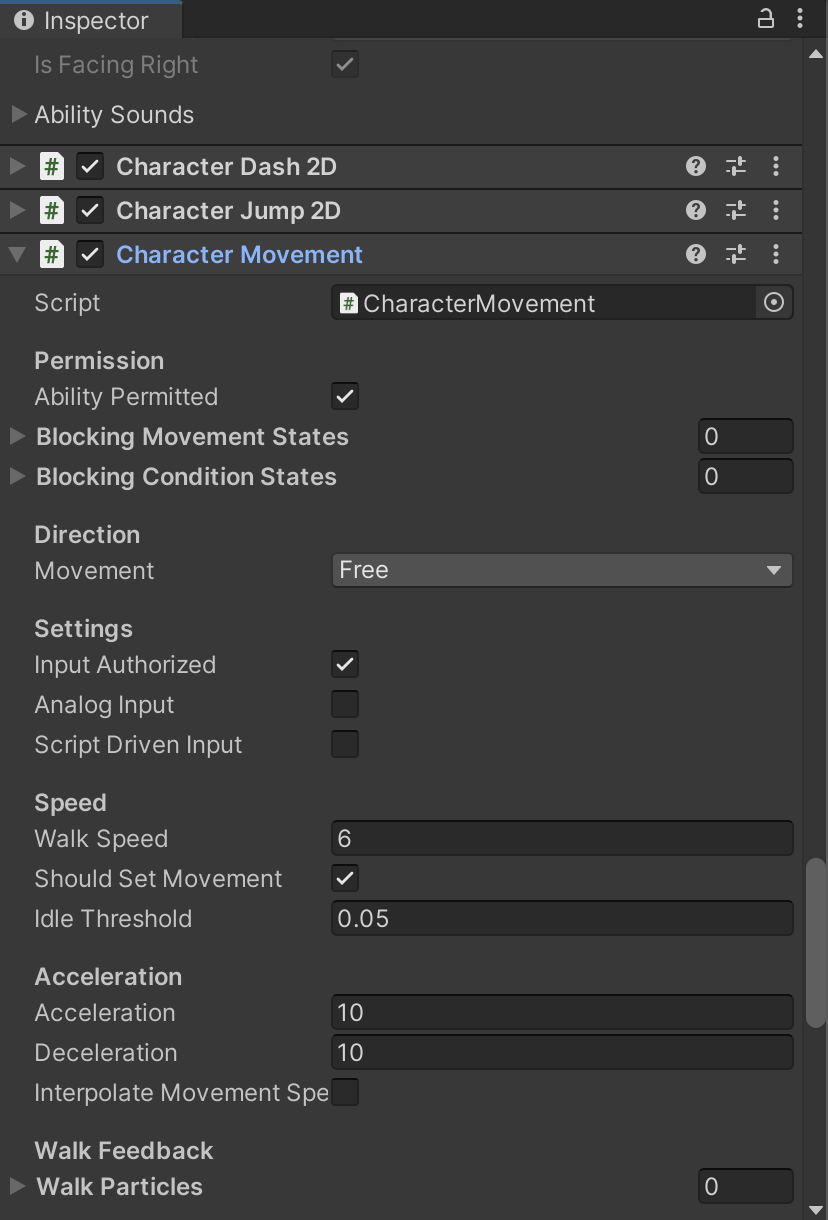 Inspector
Is Facing Right
Ability Sounds
# Character Dash 2D
# Character Jump 2D
# Character Movement
Script # CharacterMovement
Permission
Ability Permitted
Blocking Movement States 0
Blocking Condition States 0
Direction
Movement Free
Settings
Input Authorized
Analog Input
Script Driven Input
Speed
Walk Speed 6
Should Set Movement
Idle Threshold 0.05
Acceleration
Acceleration 10
Deceleration 10
Interpolate Movement Spe
Walk Feedback
Walk Particles 0